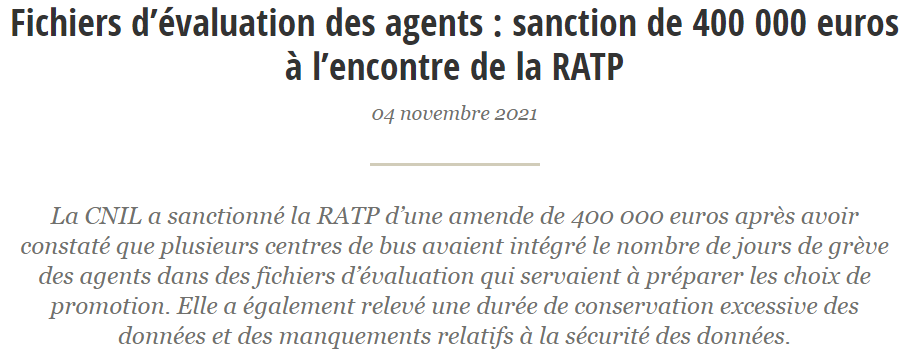 Fichiers d’évaluation des agents : sanction de 400 000 euros
à l’encontre de la RATP
04 novembre 2021
La CNIL a sanctionné la RATP d’une amende de 400 000 euros après avoir
constaté que plusieurs centres de bus avaient intégré le nombre de jours de grève
des agents dans des fichiers d’évaluation qui servaient à préparer les choix de
promotion. Elle a également relevé une durée de conservation excessive des
données et des manquements relatifs à la sécurité des données.